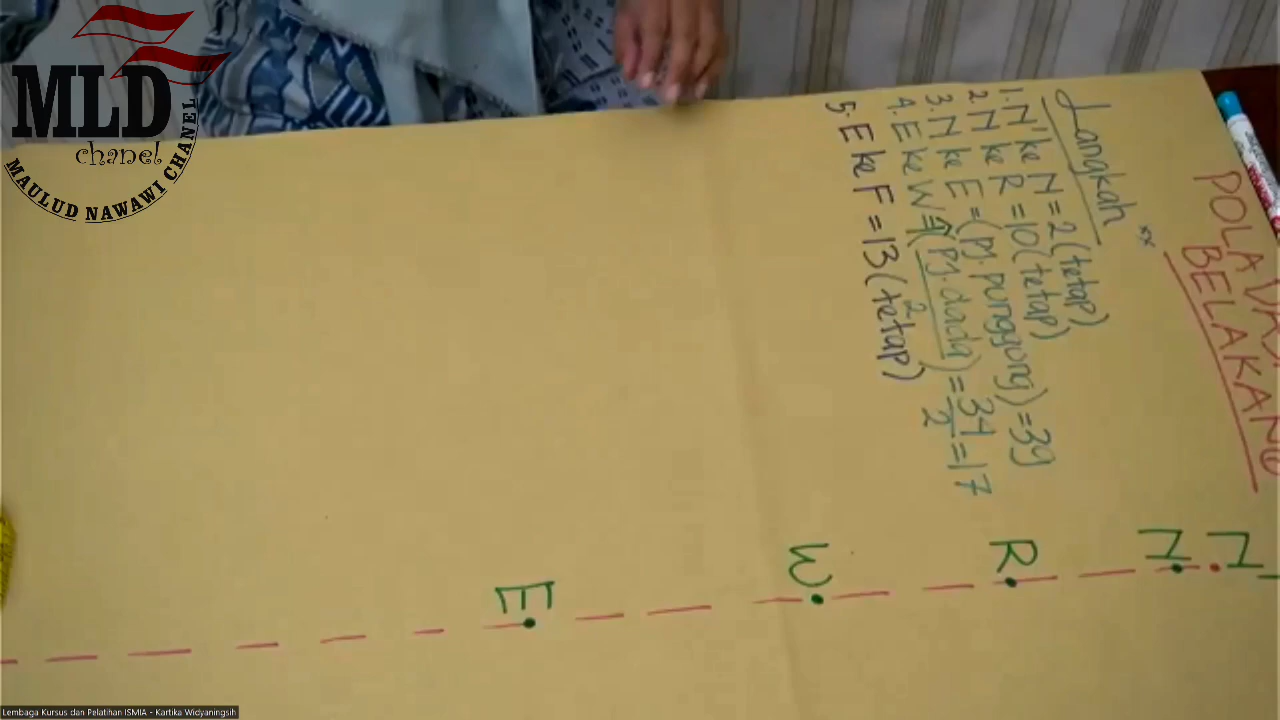 MLD
chanel
MAULUD NAWAWI CHANEL
POLA
BELAKANG
Langkah **
1. N' ke N = 2 (tetap)
2. N ke R = 10 (tetap)
3. N ke E = (pj. punggung) = 39
4. E ke W = (pj. dada) = 34 = 17
2 2
5. E ke F = 13 (tetap)
N'
N
R
W
E
Lembaga Kursus dan Pelatihan ISMIA - Kartika Widyaningsih